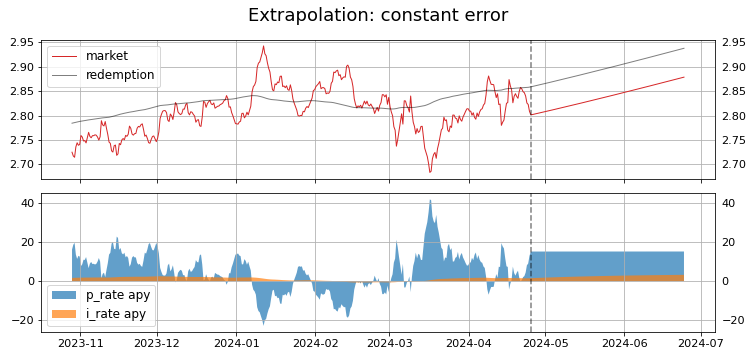 Extrapolation: constant error
2.95 2.95
market
2.90 2.90
redemption
2.85 2.85
2.80 2.80
2.75 2.75
2.70 2.70
40 40
20 20
0 0
p_rate apy
i_rate apy
−20 −20
2023-11 2023-12 2024-01 2024-02 2024-03 2024-04 2024-05 2024-06 2024-07